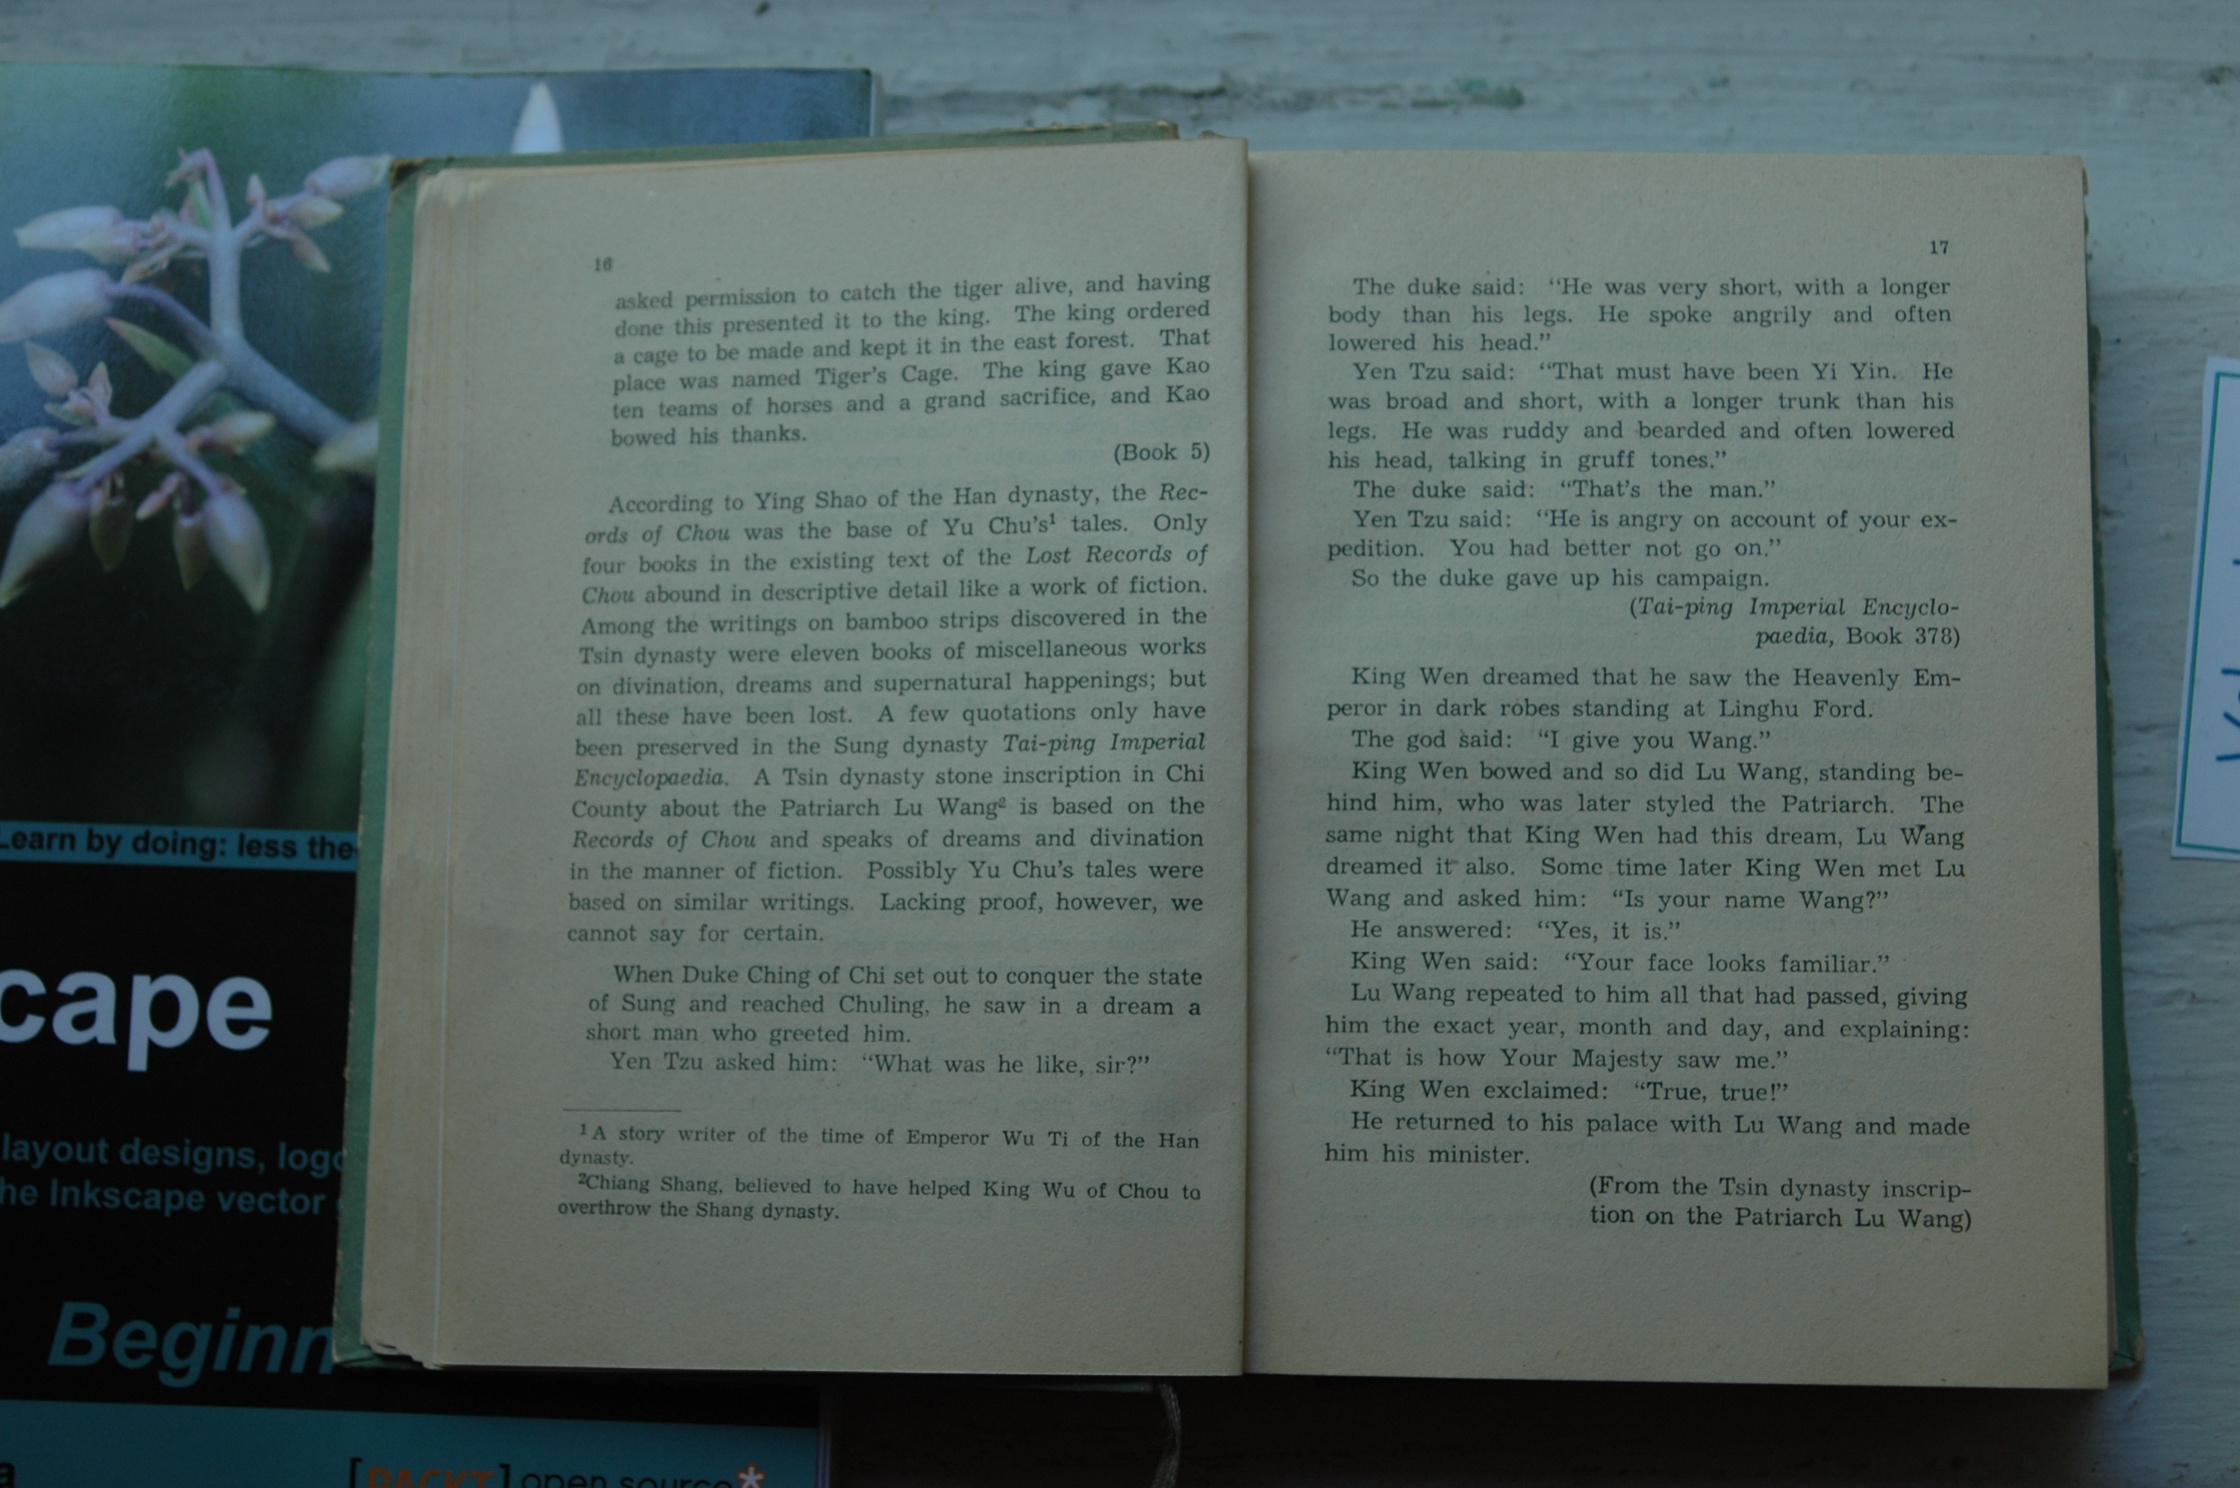 16
asked permission to catch the tiger alive, and having
done this presented it to the king. The king ordered
a cage to be made and kept it in the east forest. That
place was named Tiger's Cage. The king gave Kao
ten teams of horses and a grand sacrifice, and Kao
bowed his thanks.
(Book 5)
According to Ying Shao of the Han dynasty, the Rec-
ords of Chou was the base of Yu Chu's¹ tales. Only
four books in the existing text of the Lost Records of
Chou abound in descriptive detail like a work of fiction.
Among the writings on bamboo strips discovered in the
Tsin dynasty were eleven books of miscellaneous works
on divination, dreams and supernatural happenings; but
all these have been lost. A few quotations only have
been preserved in the Sung dynasty Tai-ping Imperial
Encyclopaedia. A Tsin dynasty stone inscription in Chi
County about the Patriarch Lu Wang² is based on the
Records of Chou and speaks of dreams and divination
in the manner of fiction. Possibly Yu Chu's tales were
based on similar writings. Lacking proof, however, we
cannot say for certain.
When Duke Ching of Chi set out to conquer the state
of Sung and reached Chuling, he saw in a dream a
short man who greeted him.
Yen Tzu asked him: “What was he like, sir?”
¹A story writer of the time of Emperor Wu Ti of the Han
dynasty.
²Chiang Shang, believed to have helped King Wu of Chou to
overthrow the Shang dynasty.
17
The duke said: “He was very short, with a longer
body than his legs. He spoke angrily and often
lowered his head.”
Yen Tzu said: “That must have been Yi Yin. He
was broad and short, with a longer trunk than his
legs. He was ruddy and bearded and often lowered
his head, talking in gruff tones.”
The duke said: “That's the man.”
Yen Tzu said: “He is angry on account of your ex-
pedition. You had better not go on.”
So the duke gave up his campaign.
(Tai-ping Imperial Encyclo-
paedia, Book 378)
King Wen dreamed that he saw the Heavenly Em-
peror in dark robes standing at Linghu Ford.
The god said: “I give you Wang.”
King Wen bowed and so did Lu Wang, standing be-
hind him, who was later styled the Patriarch. The
same night that King Wen had this dream, Lu Wang
dreamed it also. Some time later King Wen met Lu
Wang and asked him: “Is your name Wang?”
He answered: “Yes, it is.”
King Wen said: “Your face looks familiar.”
Lu Wang repeated to him all that had passed, giving
him the exact year, month and day, and explaining:
“That is how Your Majesty saw me.”
King Wen exclaimed: “True, true!”
He returned to his palace with Lu Wang and made
him his minister.
(From the Tsin dynasty inscrip-
tion on the Patriarch Lu Wang)
Learn by doing: less the
cape
layout designs, logo
he Inkscape vector
Beginn
a
[PACKT] open source*